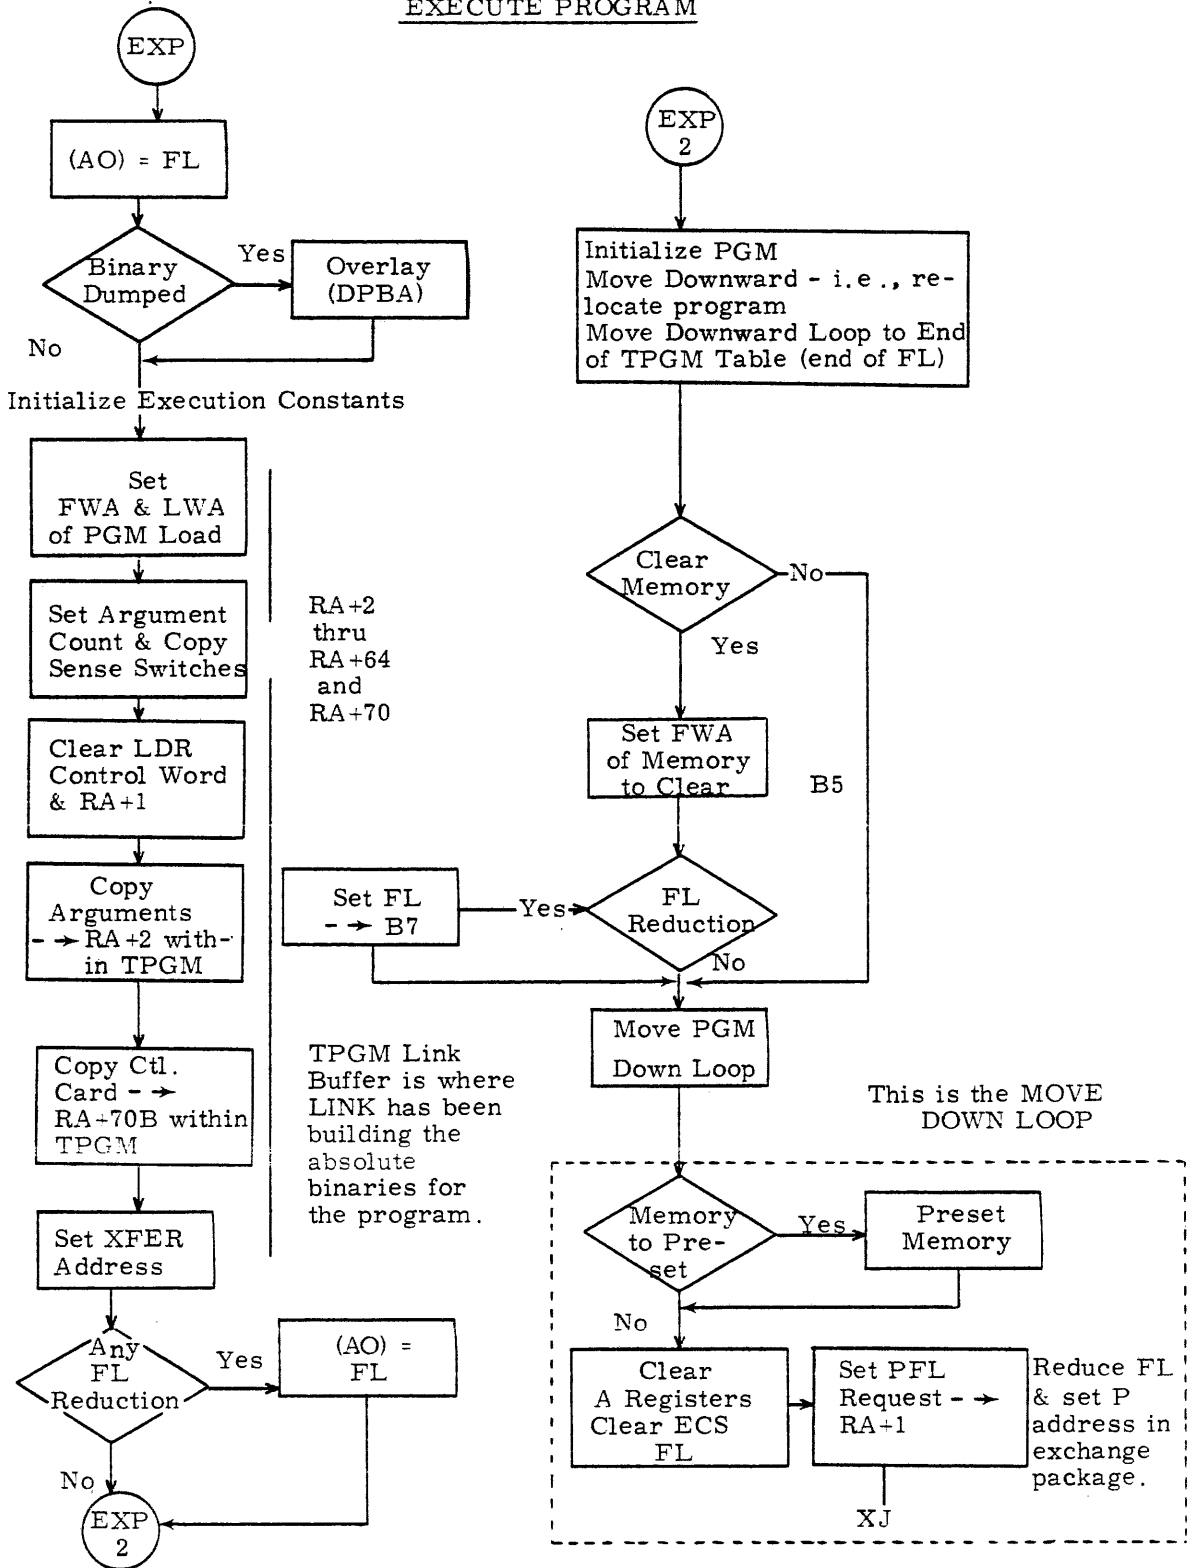 EXECUTE PROGRAM
EXP
(AO) = FL
Binary
Dumped
Yes
Overlay
(DPBA)
No
Initialize Execution Constants
Set
FWA & LWA
of PGM Load
Set Argument
Count & Copy
Sense Switches
Clear LDR
Control Word
& RA+1
Copy
Arguments
- → RA+2 with-
in TPGM
Copy Ctl.
Card - →
RA+70B within
TPGM
Set XFER
Address
Any
FL
Reduction
Yes
(AO) =
FL
No
EXP
2
RA+2
thru
RA+64
and
RA+70
TPGM Link
Buffer is where
LINK has been
building the
absolute
binaries for
the program.
EXP
2
Initialize PGM
Move Downward - i.e., re-
locate program
Move Downward Loop to End
of TPGM Table (end of FL)
Clear
Memory
No
Yes
Set FWA
of Memory
to Clear
B5
FL
Reduction
Yes
Set FL
- → B7
No
Move PGM
Down Loop
This is the MOVE
DOWN LOOP
Memory
to Pre-
set
Yes
Preset
Memory
No
Clear
A Registers
Clear ECS
FL
Set PFL
Request - →
RA+1
Reduce FL
& set P
address in
exchange
package.
XJ